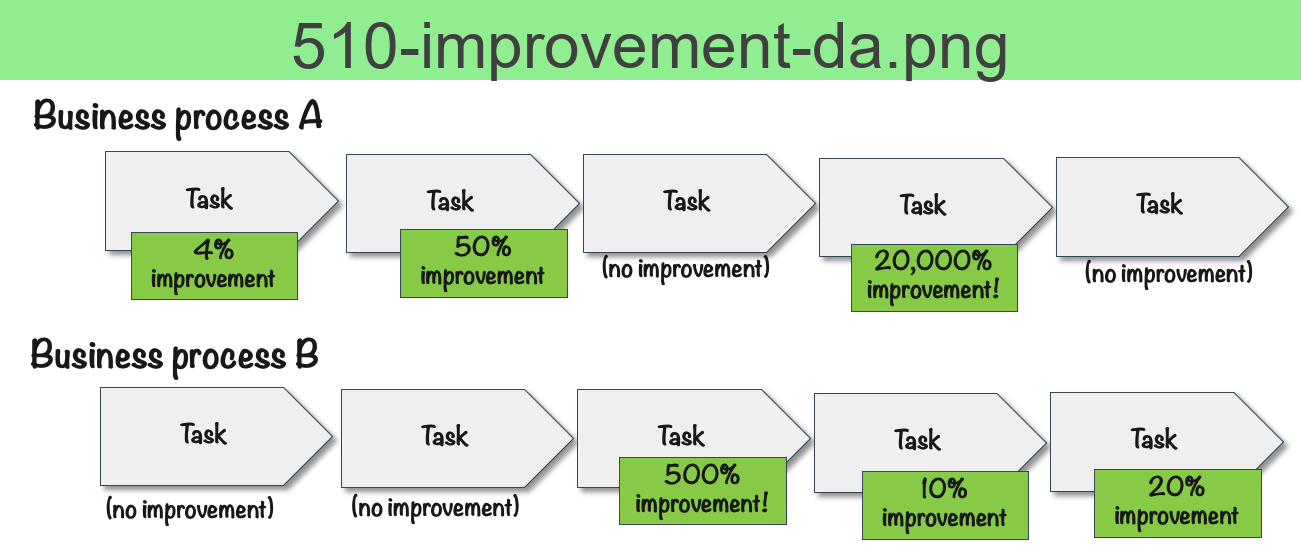 510-improvement-da.png
Business process A
Task
4%
improvement
Task
50%
improvement
Task
(no improvement)
Task
20,000%
improvement!
Task
(no improvement)
Business process B
Task
(no improvement)
Task
(no improvement)
Task
500%
improvement!
Task
10%
improvement
Task
20%
improvement